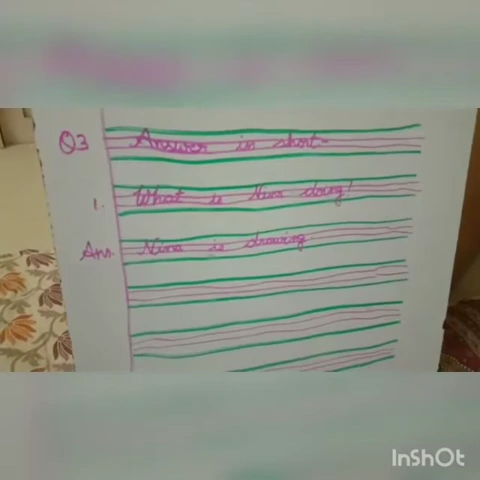 Q3 Answer in short-
1. What is Nina doing?
Ans. Nina is drawing.
InShOt